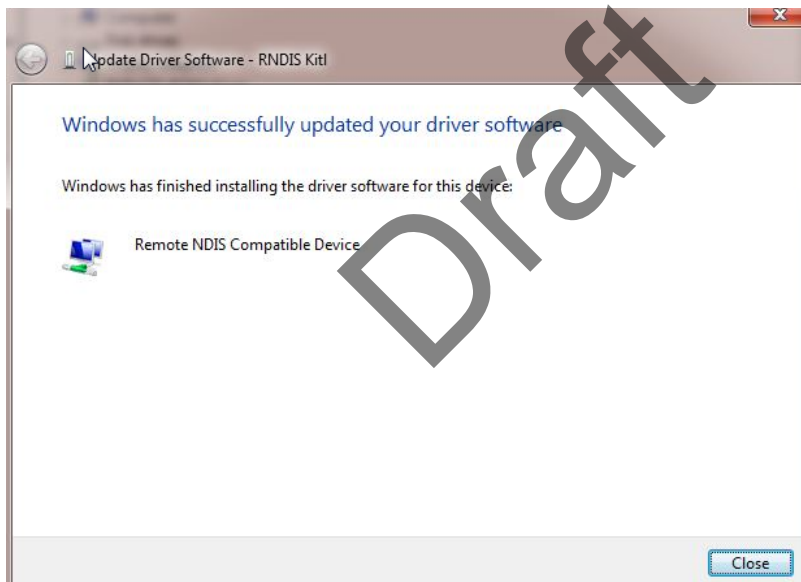 Update Driver Software - RNDIS Kitl
Windows has successfully updated your driver software
Windows has finished installing the driver software for this device:
Remote NDIS Compatible Device
Draft
Close